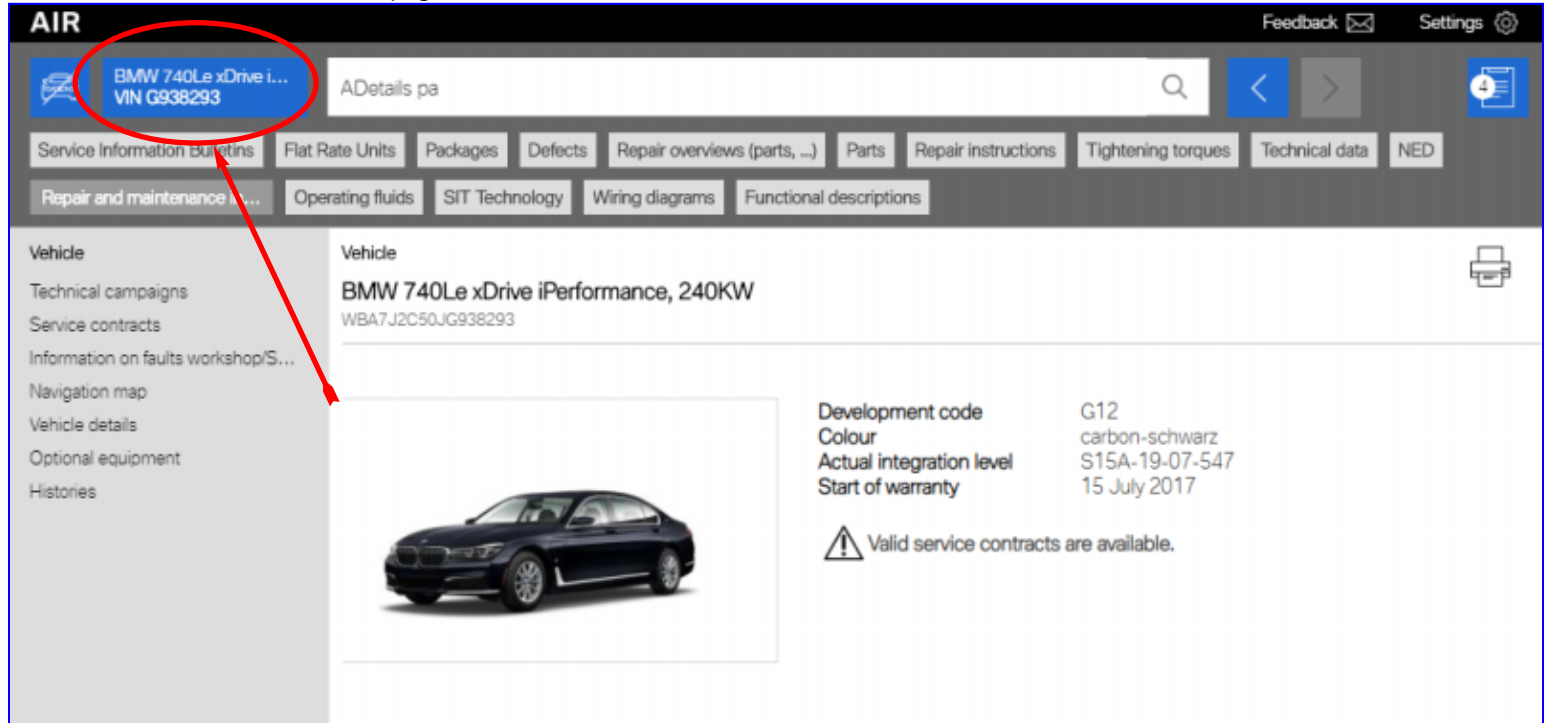 AIR
Feedback
Settings
BMW 740Le xDrive i...
VIN G938293
ADetails pa
4
Service Information Bulletins
Flat Rate Units
Packages
Defects
Repair overviews (parts, ...)
Parts
Repair instructions
Tightening torques
Technical data
NED
Repair and maintenance in...
Operating fluids
SIT Technology
Wiring diagrams
Functional descriptions
Vehicle
Technical campaigns
Service contracts
Information on faults workshop/S...
Navigation map
Vehicle details
Optional equipment
Histories
Vehicle
BMW 740Le xDrive iPerformance, 240KW
WBA7J2C50JG938293
Development code G12
Colour carbon-schwarz
Actual integration level S15A-19-07-547
Start of warranty 15 July 2017
Valid service contracts are available.